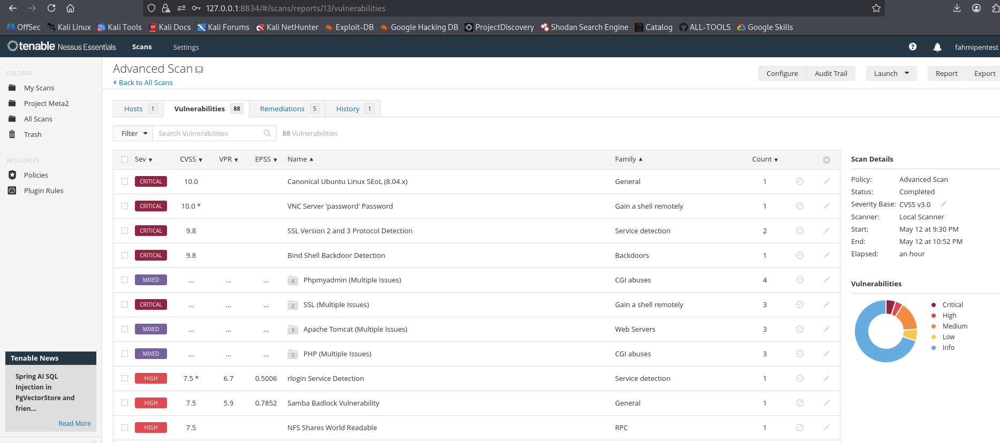 127.0.0.1:8834/#/scans/reports/13/vulnerabilities
OffSec Kali Linux Kali Tools Kali Docs Kali Forums Kali NetHunter Exploit-DB Google Hacking DB ProjectDiscovery Shodan Search Engine Catalog ALL-TOOLS Google Skills
tenable Nessus Essentials Scans Settings ? fahmipentest
FOLDERS
My Scans
Project Meta2
All Scans
Trash
RESOURCES
Policies
Plugin Rules
Tenable News
Spring AI SQL
Injection in
PgVectorStore and
frien...
Read More
Advanced Scan
Back to All Scans
Configure Audit Trail Launch Report Export
Hosts 1 Vulnerabilities 88 Remediations 5 History 1
Filter Search Vulnerabilities 88 Vulnerabilities
Sev CVSS VPR EPSS Name Family Count
CRITICAL 10.0 Canonical Ubuntu Linux SEoL (8.04.x) General 1
CRITICAL 10.0 * VNC Server 'password' Password Gain a shell remotely 1
CRITICAL 9.8 SSL Version 2 and 3 Protocol Detection Service detection 2
CRITICAL 9.8 Bind Shell Backdoor Detection Backdoors 1
MIXED ... ... ... 4 Phpmyadmin (Multiple Issues) CGI abuses 4
CRITICAL ... ... ... 2 SSL (Multiple Issues) Gain a shell remotely 3
MIXED ... ... ... 3 Apache Tomcat (Multiple Issues) Web Servers 3
MIXED ... ... ... 3 PHP (Multiple Issues) CGI abuses 3
HIGH 7.5 * 6.7 0.5006 rlogin Service Detection Service detection 1
HIGH 7.5 5.9 0.7852 Samba Badlock Vulnerability General 1
HIGH 7.5 NFS Shares World Readable RPC 1
Scan Details
Policy: Advanced Scan
Status: Completed
Severity Base: CVSS v3.0
Scanner: Local Scanner
Start: May 12 at 9:30 PM
End: May 12 at 10:52 PM
Elapsed: an hour
Vulnerabilities
Critical
High
Medium
Low
Info